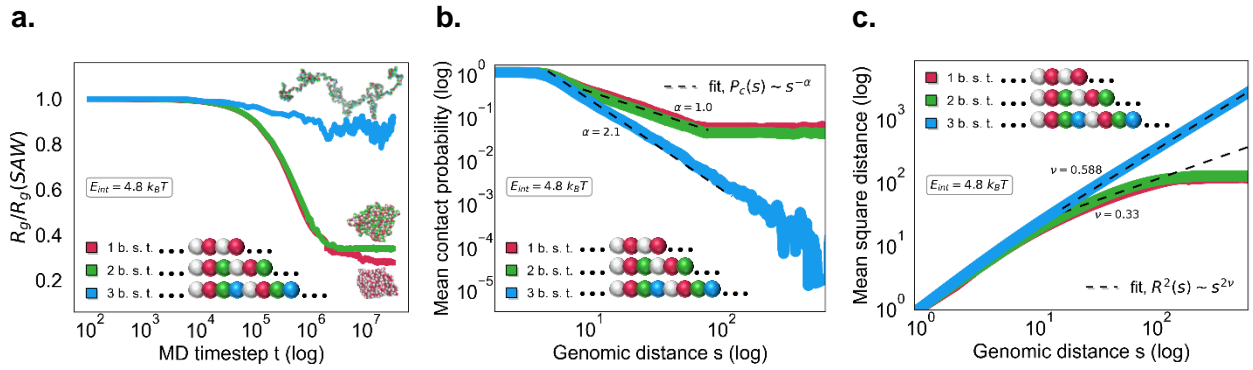 a.
R_g/R_g(SAW)
1.0
0.8
0.6
0.4
0.2
E_int = 4.8 k_BT
1 b. s. t.
2 b. s. t.
3 b. s. t.
10^2 10^3 10^4 10^5 10^6 10^7
MD timestep t (log)
b.
Mean contact probability (log)
10^0
10^-1
10^-2
10^-3
10^-4
10^-5
fit, P_c(s) ~ s^-α
α = 1.0
α = 2.1
E_int = 4.8 k_BT
1 b. s. t.
2 b. s. t.
3 b. s. t.
10^1 10^2
Genomic distance s (log)
c.
Mean square distance (log)
10^3
10^2
10^1
10^0
1 b. s. t.
2 b. s. t.
3 b. s. t.
E_int = 4.8 k_BT
ν = 0.588
ν = 0.33
fit, R^2(s) ~ s^2ν
10^0 10^1 10^2
Genomic distance s (log)